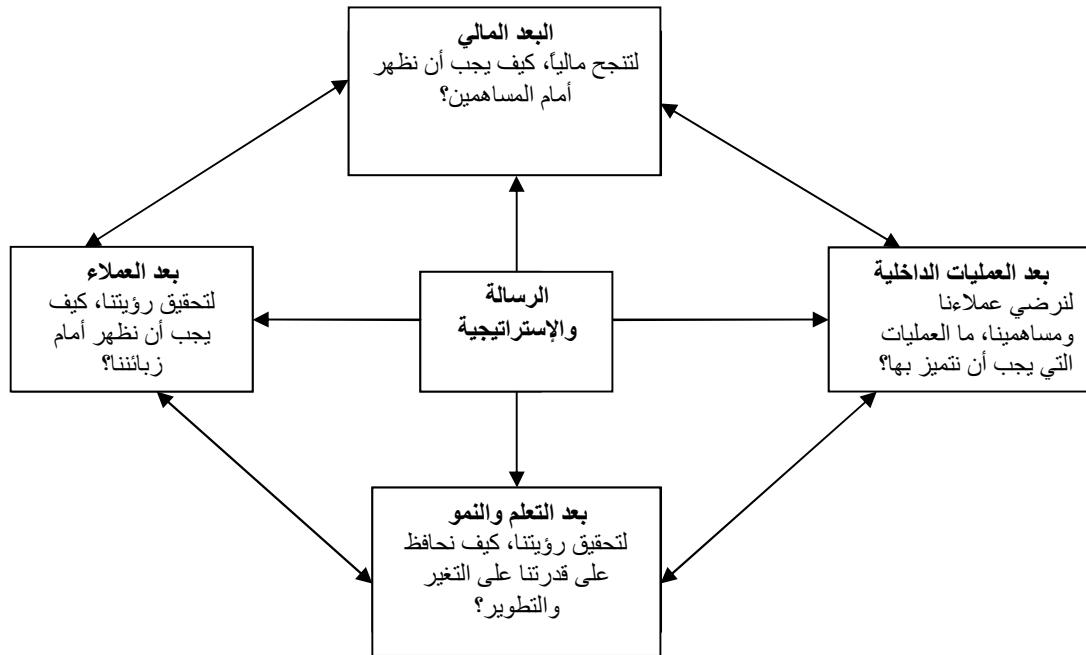 البعد المالي
لتنجح مالياً، كيف يجب أن نظهر
أمام المساهمين؟
بعد العمليات الداخلية
لنرضي عملاءنا
ومساهمينا، ما العمليات
التي يجب أن نتميز بها؟
الرسالة
والإستراتيجية
بعد العملاء
لتحقيق رؤيتنا، كيف
يجب أن نظهر أمام
زبائننا؟
بعد التعلم والنمو
لتحقيق رؤيتنا، كيف نحافظ
على قدرتنا على التغير
والتطوير؟